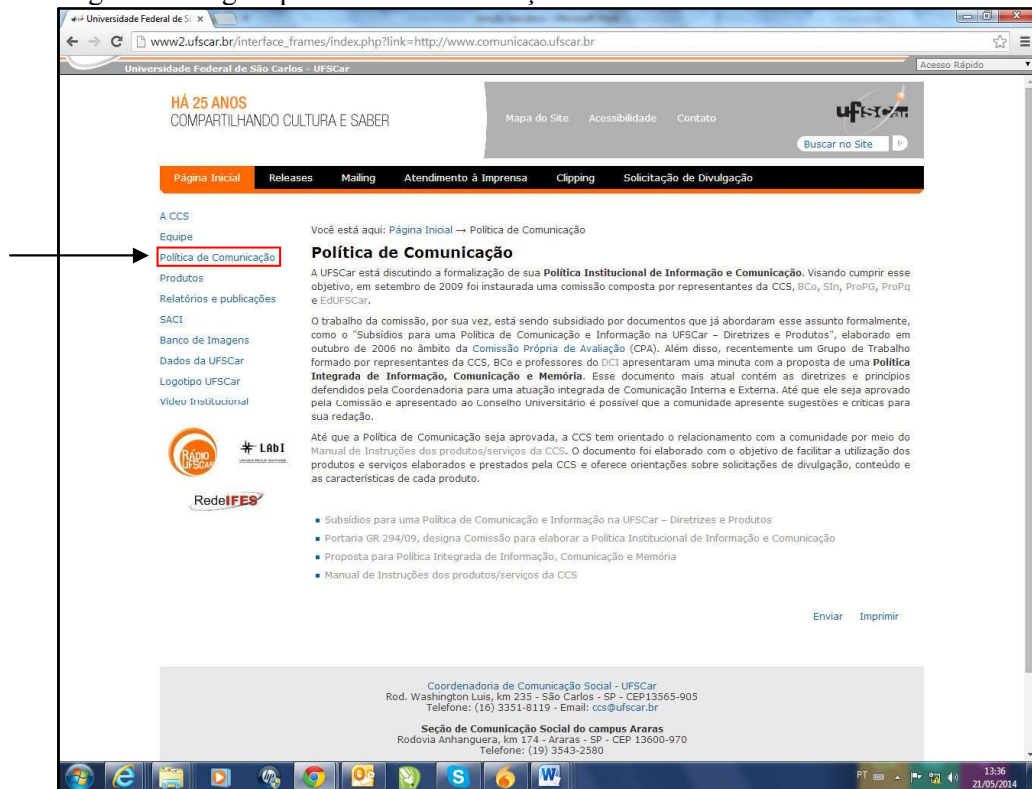 Universidade Federal de S
www2.ufscar.br/interface_frames/index.php?link=http://www.comunicacao.ufscar.br
Universidade Federal de São Carlos - UFSCar
Acesso Rápido
HÁ 25 ANOS
COMPARTILHANDO CULTURA E SABER
Mapa do Site Acessibilidade Contato
ufscar
Buscar no Site
Página Inicial Releases Mailing Atendimento à Imprensa Clipping Solicitação de Divulgação
A CCS
Equipe
Política de Comunicação
Produtos
Relatórios e publicações
SACI
Banco de Imagens
Dados da UFSCar
Logotipo UFSCar
Vídeo Institucional
RÁDIO
UFSCAR
LAbI
RedeIFES
Você está aqui: Página Inicial → Política de Comunicação
Política de Comunicação
A UFSCar está discutindo a formalização de sua Política Institucional de Informação e Comunicação. Visando cumprir esse
objetivo, em setembro de 2009 foi instaurada uma comissão composta por representantes da CCS, BCo, SIn, ProPG, ProPq
e EdUFSCar.
O trabalho da comissão, por sua vez, está sendo subsidiado por documentos que já abordaram esse assunto formalmente,
como o "Subsídios para uma Política de Comunicação e Informação na UFSCar – Diretrizes e Produtos", elaborado em
outubro de 2006 no âmbito da Comissão Própria de Avaliação (CPA). Além disso, recentemente um Grupo de Trabalho
formado por representantes da CCS, BCo e professores do DCI apresentaram uma minuta com a proposta de uma Política
Integrada de Informação, Comunicação e Memória. Esse documento mais atual contém as diretrizes e princípios
defendidos pela Coordenadoria para uma atuação integrada de Comunicação Interna e Externa. Até que ele seja aprovado
pela Comissão e apresentado ao Conselho Universitário é possível que a comunidade apresente sugestões e críticas para
sua redação.
Até que a Política de Comunicação seja aprovada, a CCS tem orientado o relacionamento com a comunidade por meio do
Manual de Instruções dos produtos/serviços da CCS. O documento foi elaborado com o objetivo de facilitar a utilização dos
produtos e serviços elaborados e prestados pela CCS e oferece orientações sobre solicitações de divulgação, conteúdo e
as características de cada produto.
Subsídios para uma Política de Comunicação e Informação na UFSCar – Diretrizes e Produtos
Portaria GR 294/09, designa Comissão para elaborar a Política Institucional de Informação e Comunicação
Proposta para Política Integrada de Informação, Comunicação e Memória
Manual de Instruções dos produtos/serviços da CCS
Enviar Imprimir
Coordenadoria de Comunicação Social - UFSCar
Rod. Washington Luis, km 235 - São Carlos - SP - CEP13565-905
Telefone: (16) 3351-8119 - Email: ccs@ufscar.br
Seção de Comunicação Social do campus Araras
Rodovia Anhanguera, km 174 - Araras - SP - CEP 13600-970
Telefone: (19) 3543-2580
PT
13:36
21/05/2014